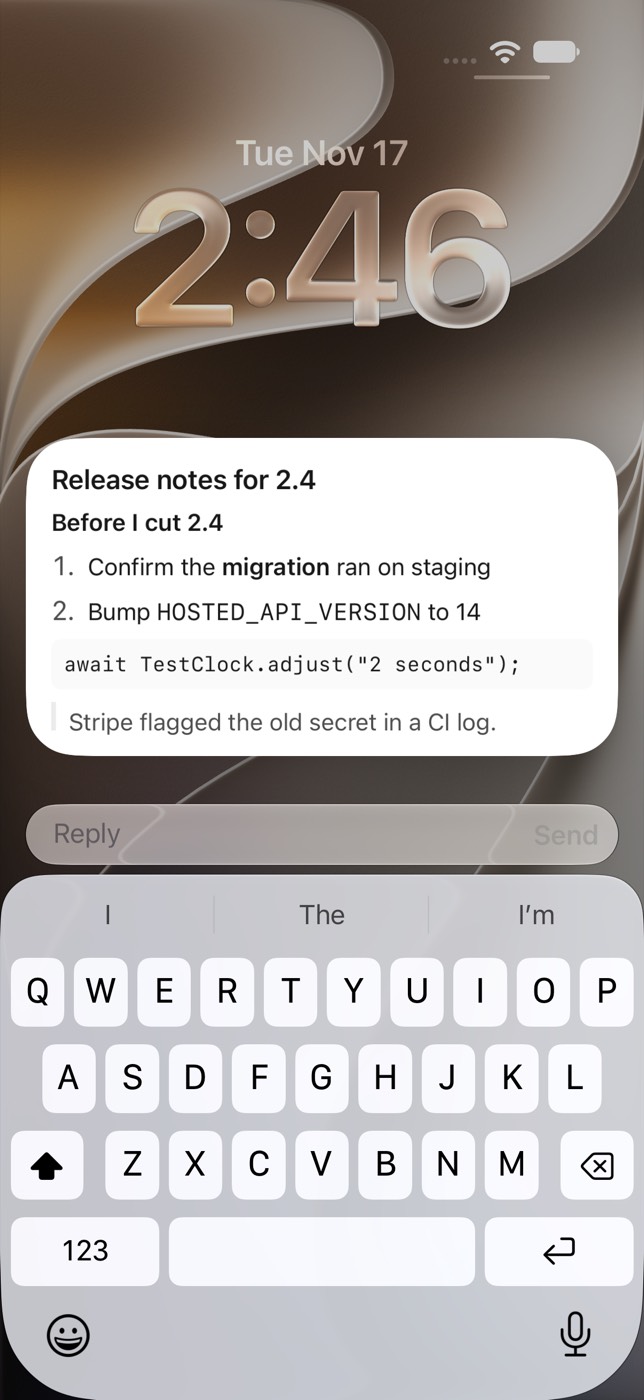 Tue Nov 17
2:46
Release notes for 2.4
Before I cut 2.4
1. Confirm the migration ran on staging
2. Bump HOSTED_API_VERSION to 14
await TestClock.adjust("2 seconds");
Stripe flagged the old secret in a CI log.
Reply Send
I The I’m
Q W E R T Y U I O P
A S D F G H J K L
Z X C V B N M
123